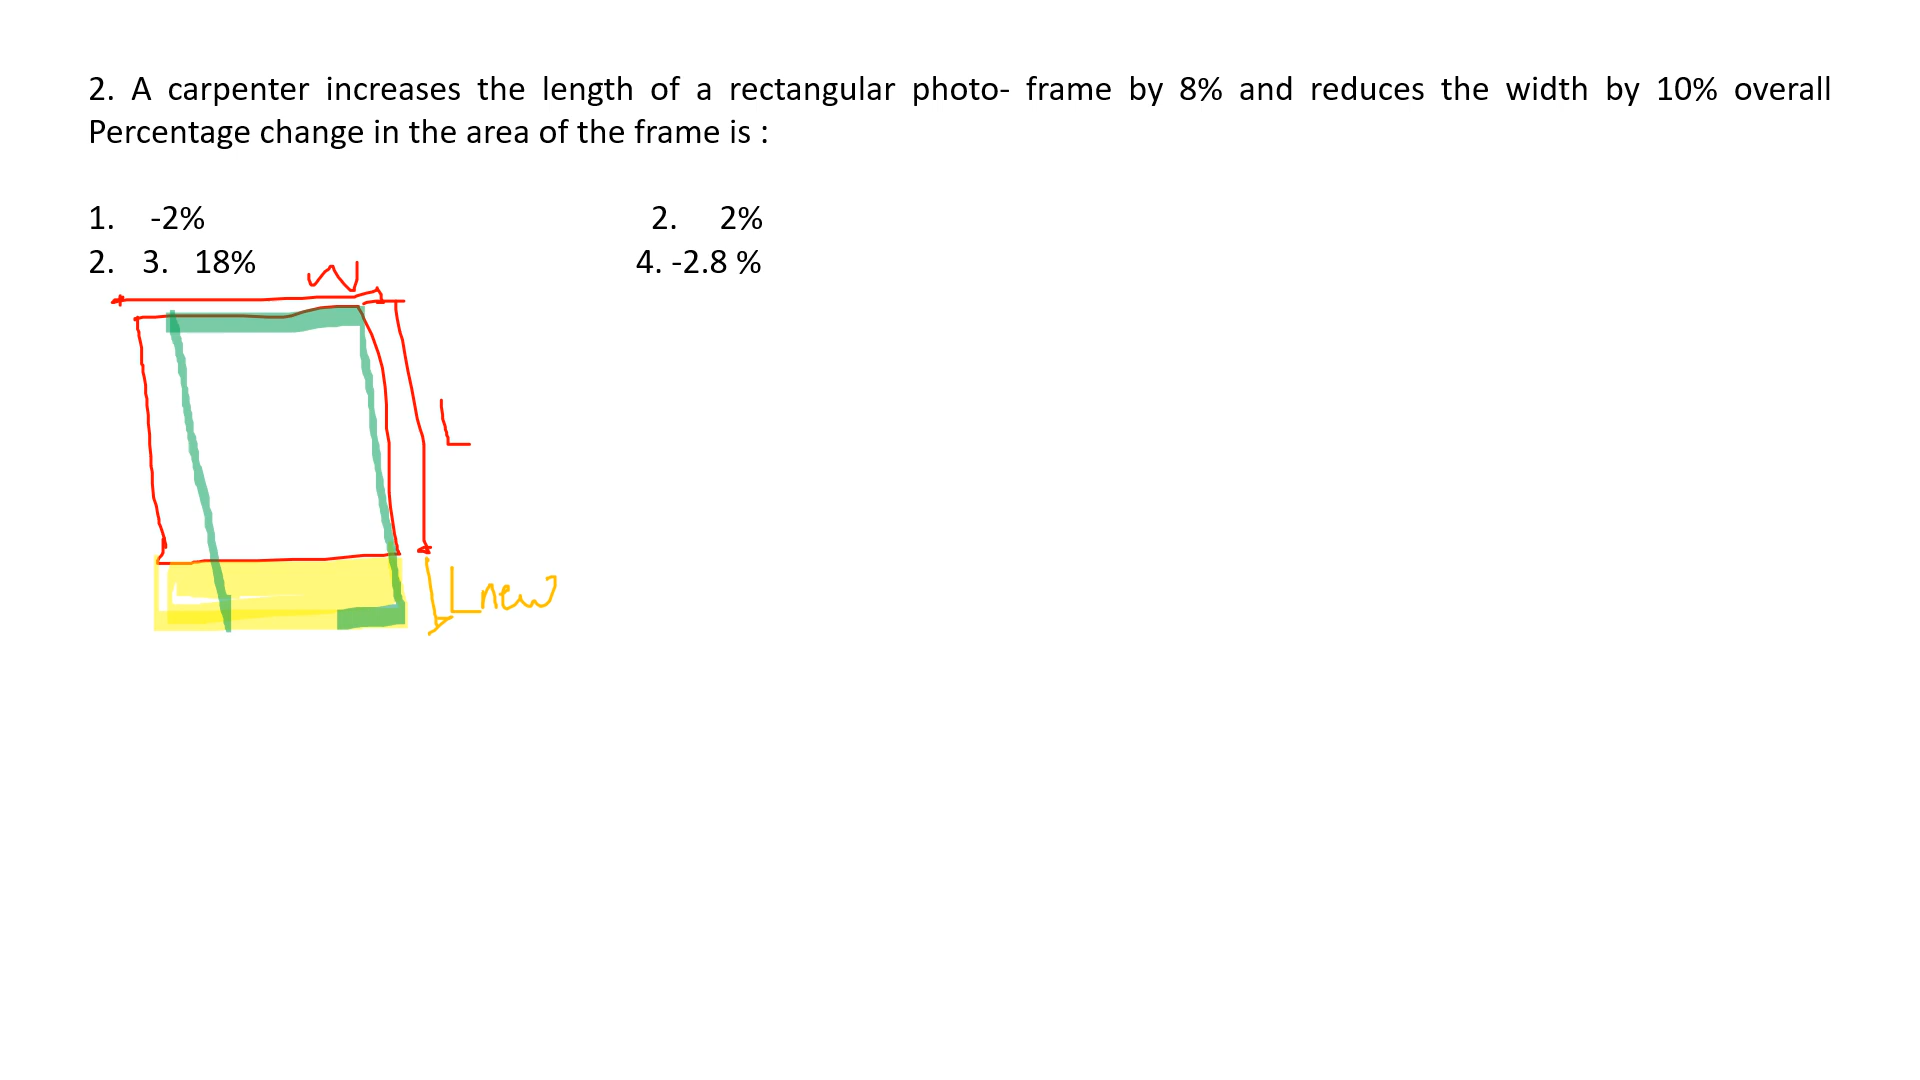 2. A carpenter increases the length of a rectangular photo- frame by 8% and reduces the width by 10% overall
Percentage change in the area of the frame is :
1. -2% 2. 2%
2. 3. 18% 4. -2.8 %
W
L
Lnew